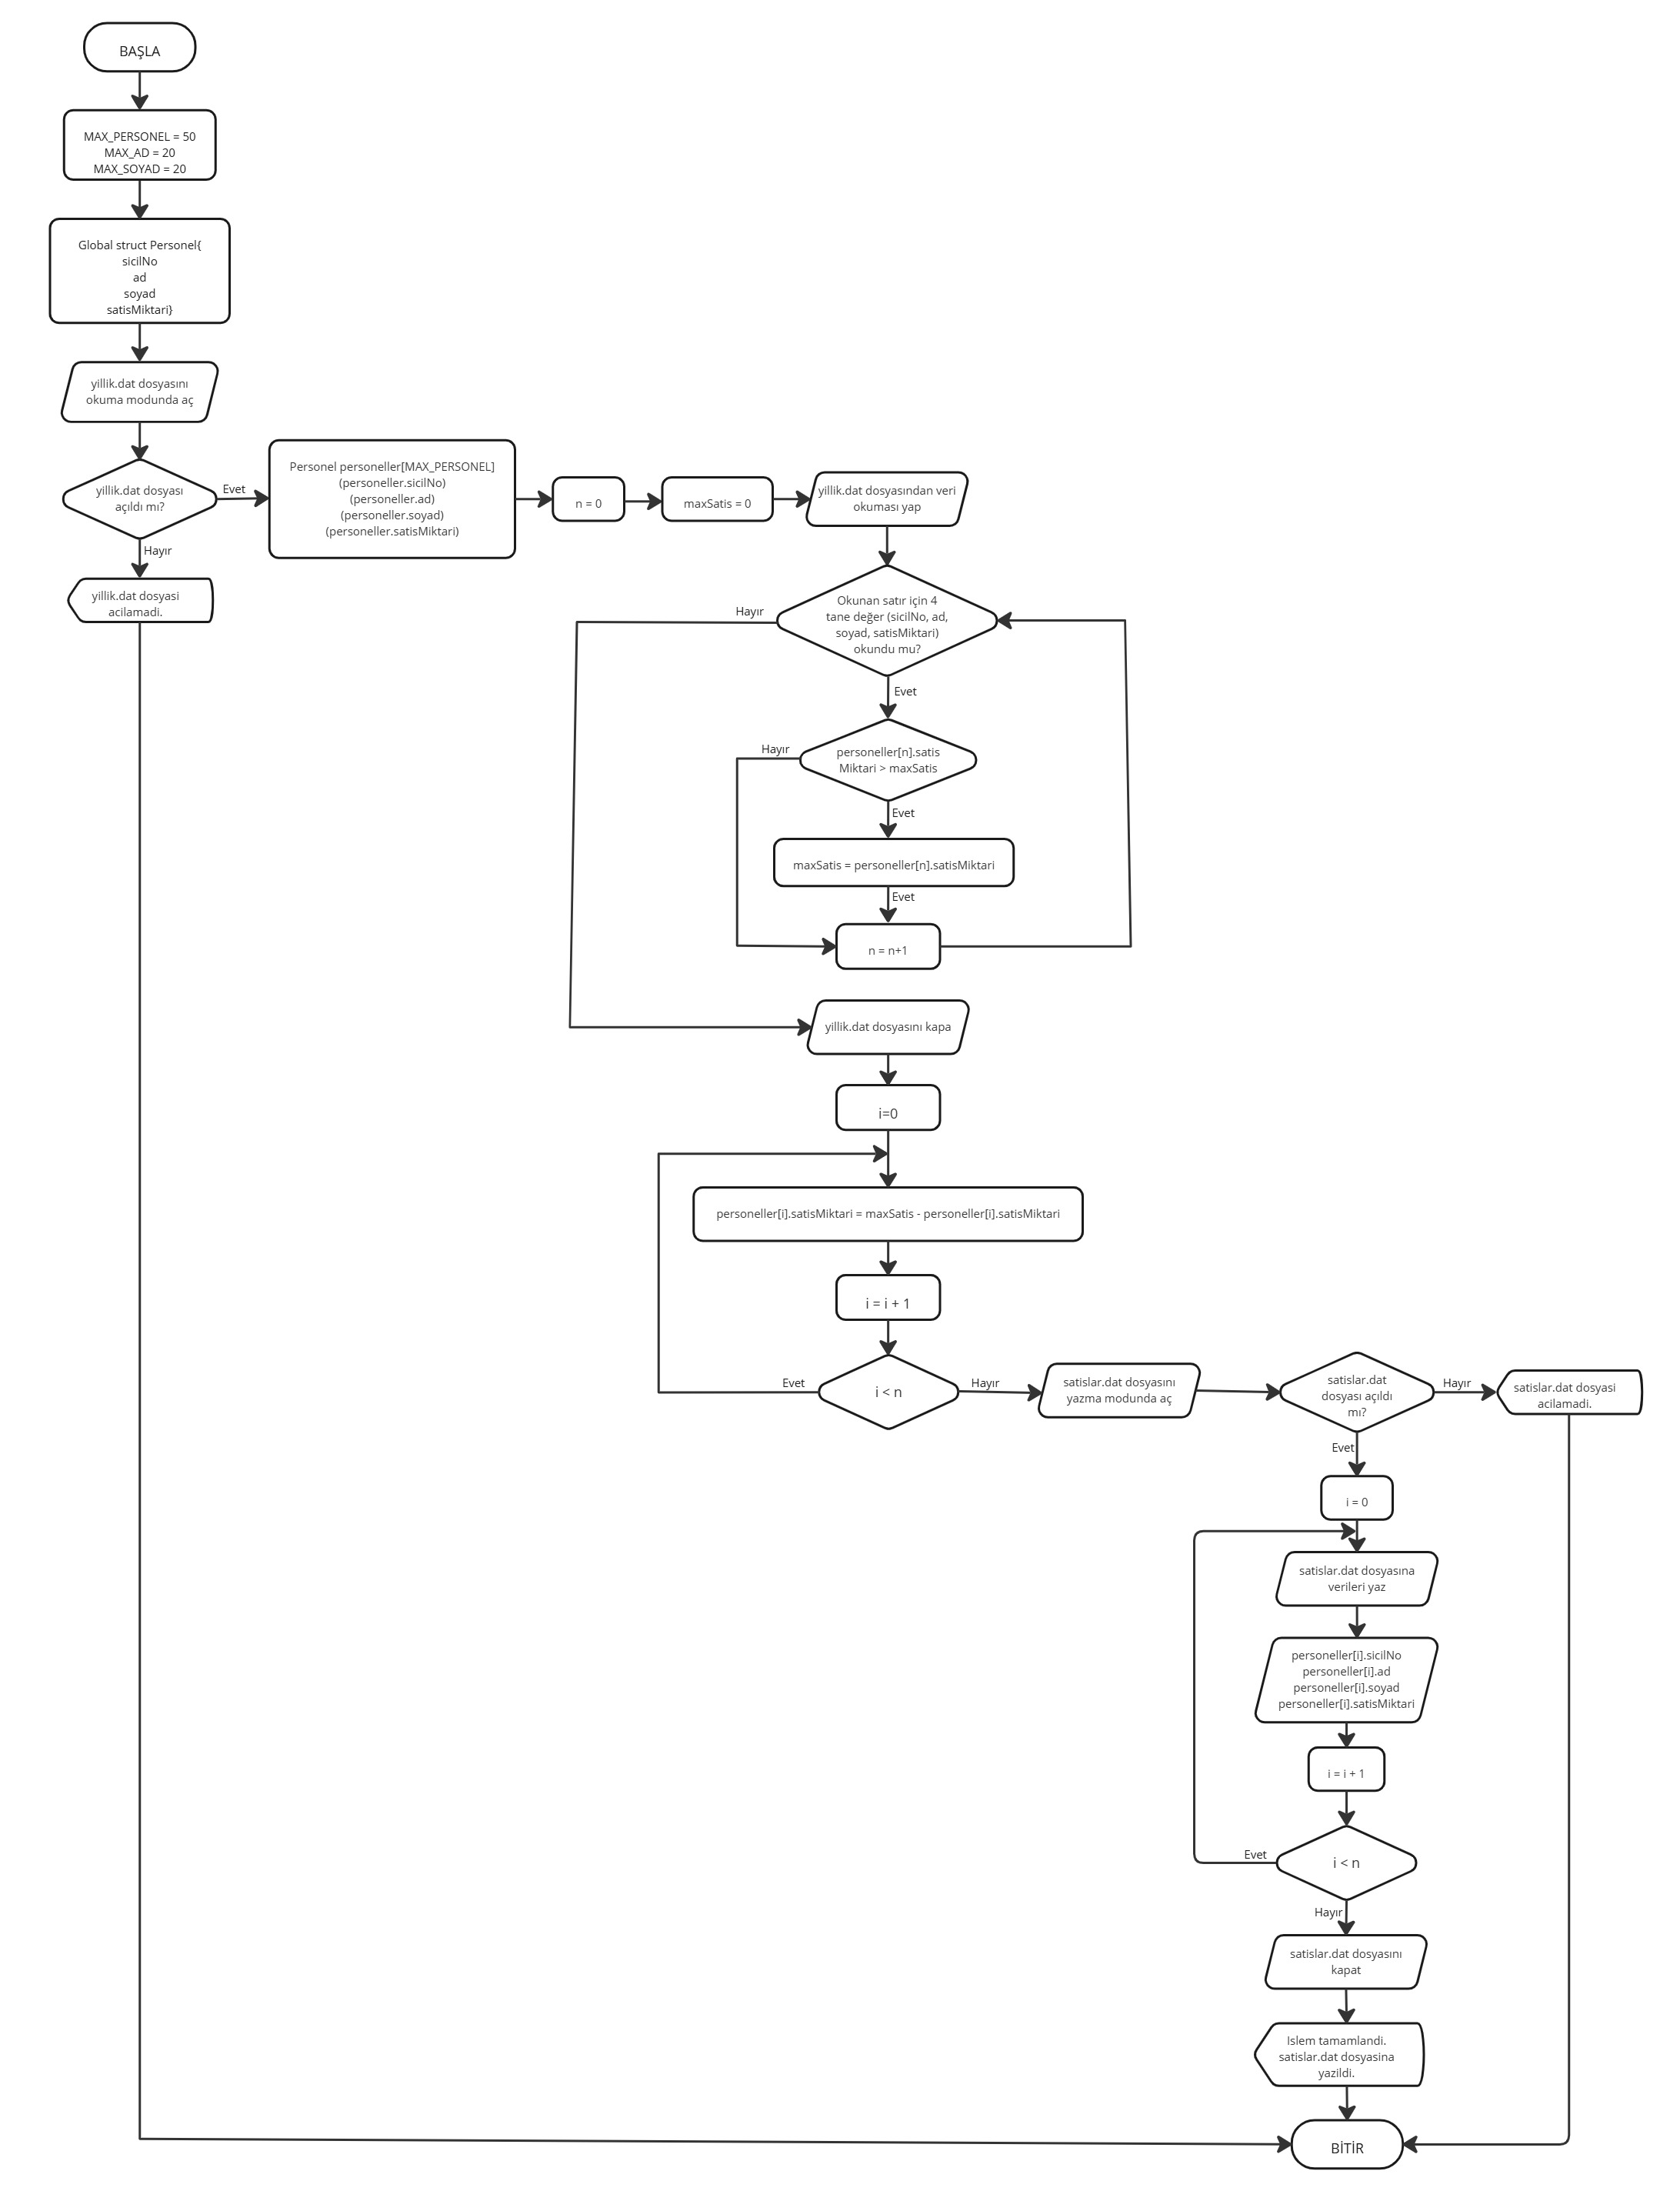 BAŞLA
MAX_PERSONEL = 50
MAX_AD = 20
MAX_SOYAD = 20
Global struct Personel{
sicilNo
ad
soyad
satisMiktari}
yillik.dat dosyasını
okuma modunda aç
yillik.dat dosyası
açıldı mı?
Evet
Hayır
yillik.dat dosyasi
acilamadi.
Personel personeller[MAX_PERSONEL]
(personeller.sicilNo)
(personeller.ad)
(personeller.soyad)
(personeller.satisMiktari)
n = 0
maxSatis = 0
yillik.dat dosyasından veri
okuması yap
Okunan satır için 4
tane değer (sicilNo, ad,
soyad, satisMiktari)
okundu mu?
Hayır
Evet
personeller[n].satis
Miktari > maxSatis
Hayır
Evet
maxSatis = personeller[n].satisMiktari
Evet
n = n+1
yillik.dat dosyasını kapa
i=0
personeller[i].satisMiktari = maxSatis - personeller[i].satisMiktari
i = i + 1
i < n
Evet
Hayır
satislar.dat dosyasını
yazma modunda aç
satislar.dat
dosyası açıldı
mı?
Hayır
satislar.dat dosyasi
acilamadi.
Evet
i = 0
satislar.dat dosyasına
verileri yaz
personeller[i].sicilNo
personeller[i].ad
personeller[i].soyad
personeller[i].satisMiktari
i = i + 1
i < n
Evet
Hayır
satislar.dat dosyasını
kapat
Islem tamamlandi.
satislar.dat dosyasina
yazildi.
BİTİR